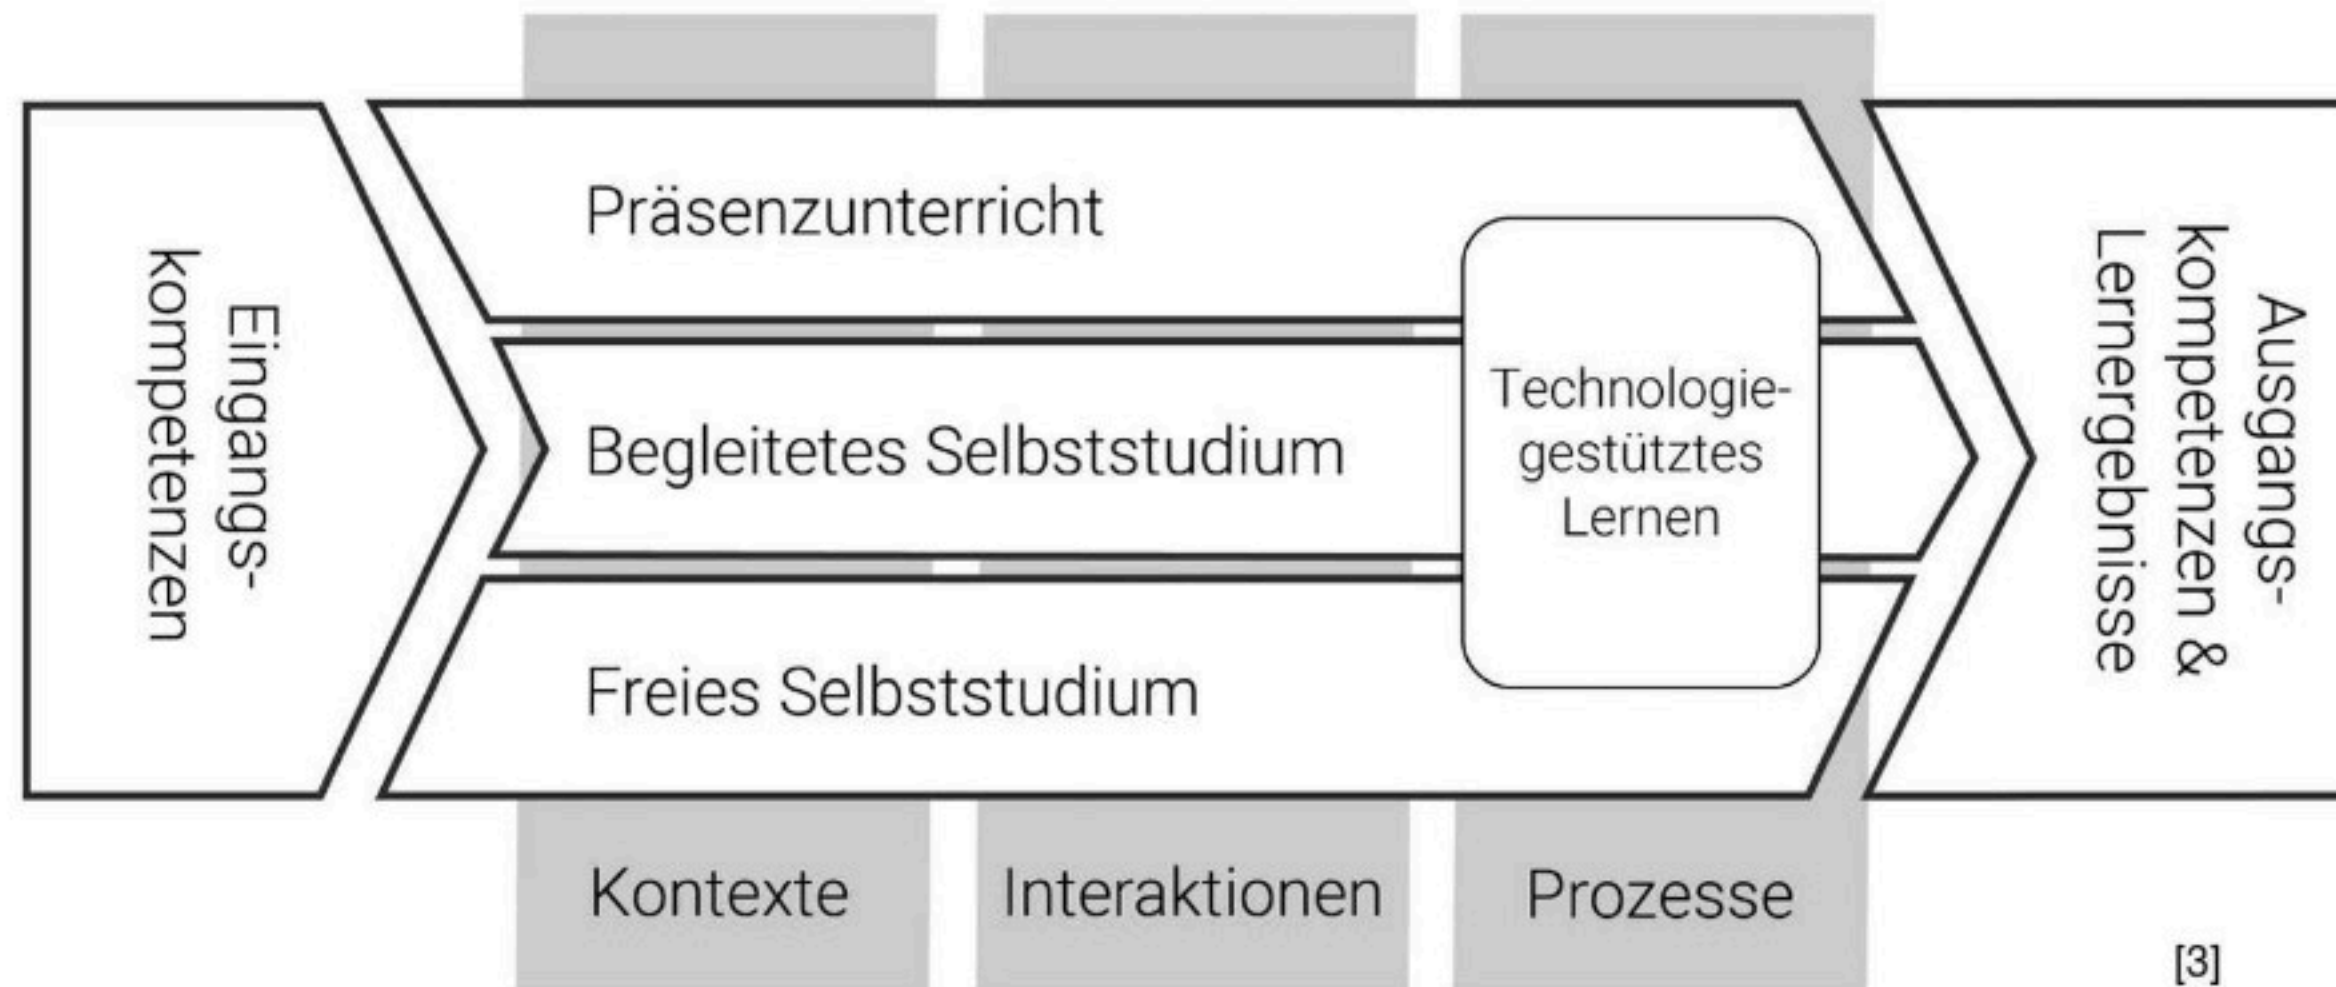 Eingangs-
kompetenzen
Präsenzunterricht
Begleitetes Selbststudium
Freies Selbststudium
Technologie-
gestütztes
Lernen
Ausgangs-
kompetenzen &
Lernergebnisse
Kontexte
Interaktionen
Prozesse
[3]